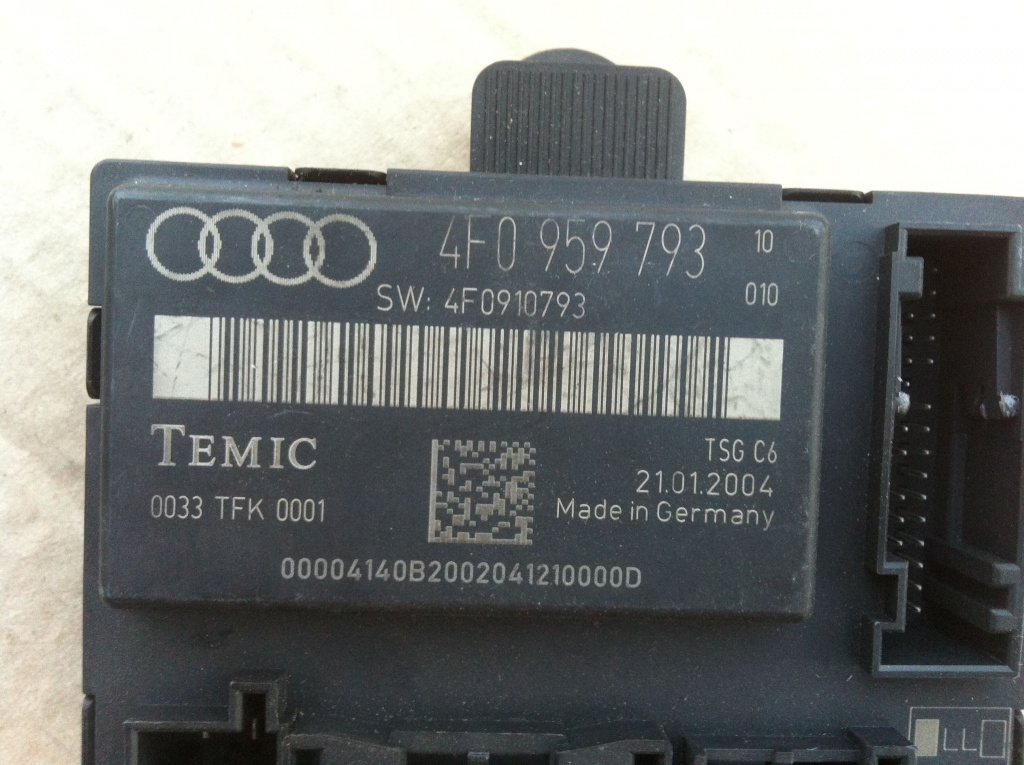 4F0 959 793 10
SW: 4F0910793 010
TEMIC
TSG C6
21.01.2004
0033 TFK 0001
Made in Germany
00004140B2002041210000D
LL